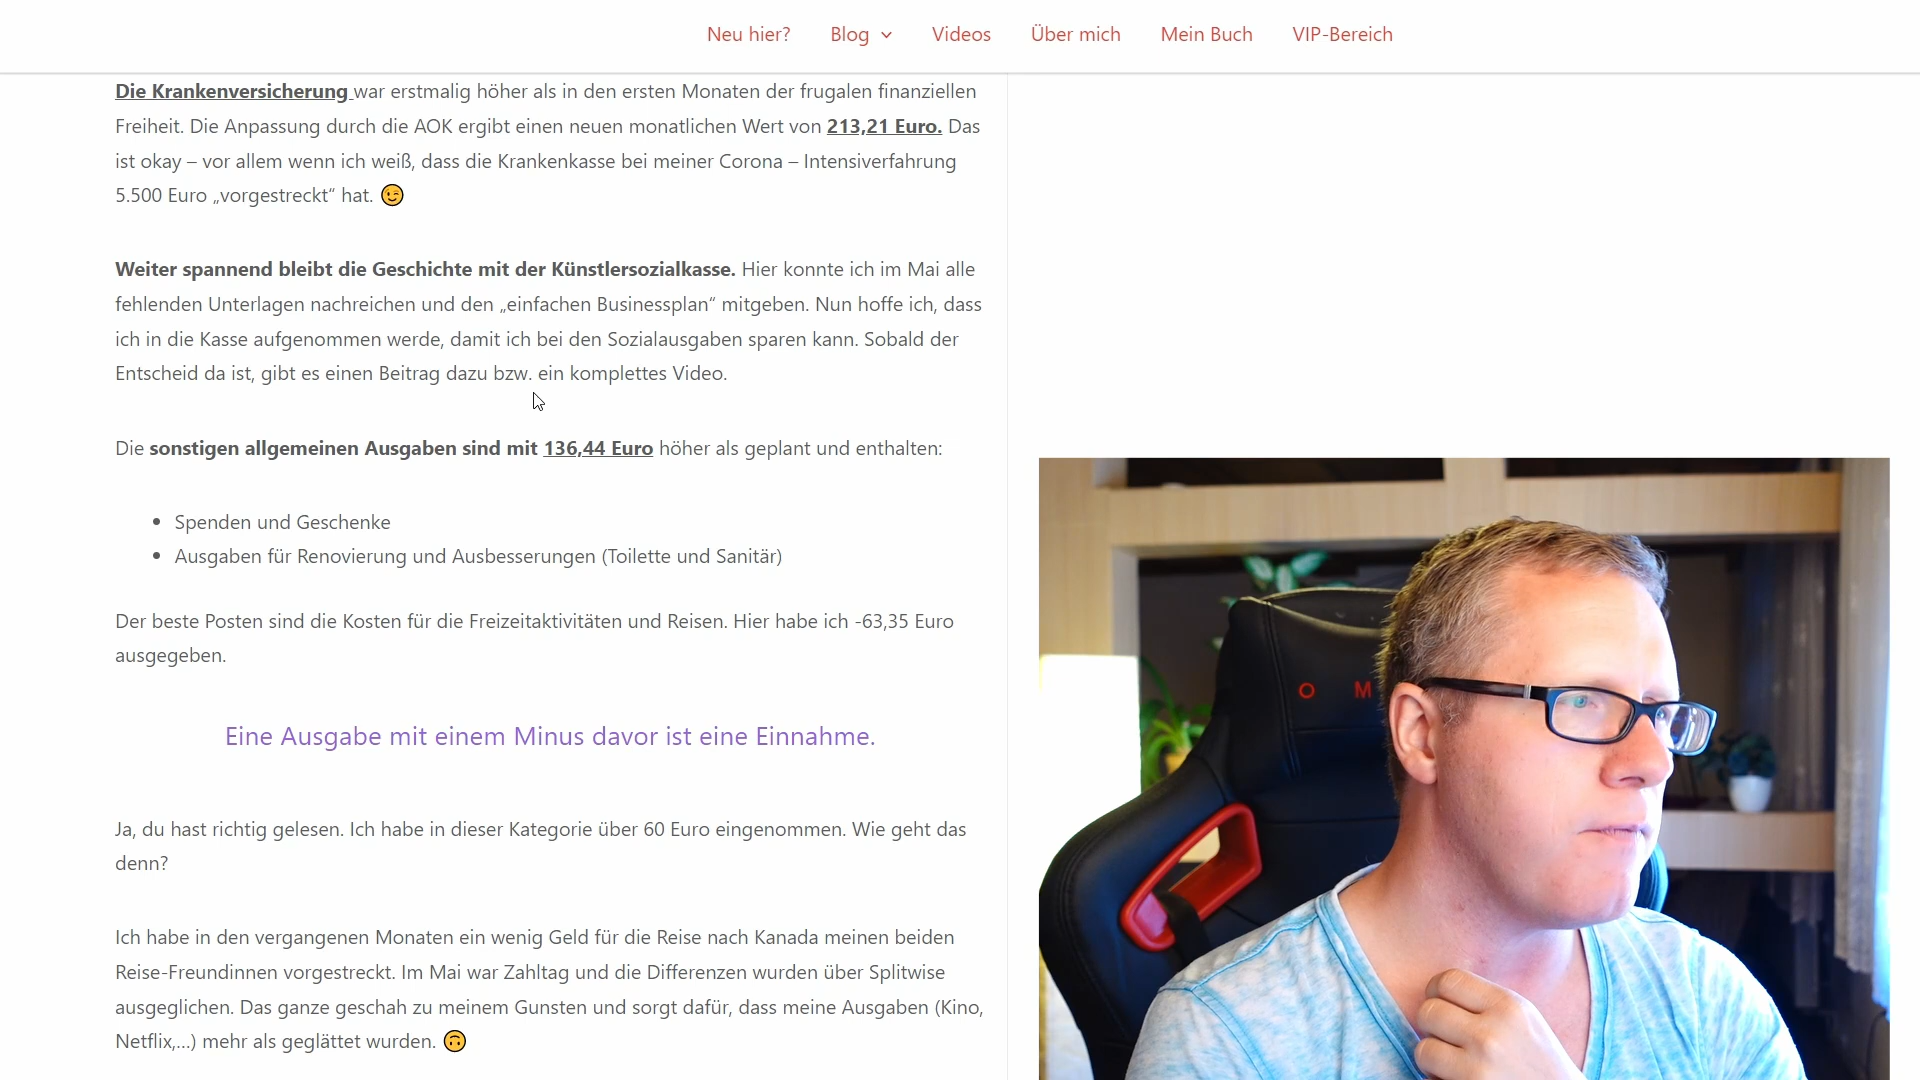 Neu hier? Blog Videos Über mich Mein Buch VIP-Bereich
Die Krankenversicherung war erstmalig höher als in den ersten Monaten der frugalen finanziellen
Freiheit. Die Anpassung durch die AOK ergibt einen neuen monatlichen Wert von 213,21 Euro. Das
ist okay – vor allem wenn ich weiß, dass die Krankenkasse bei meiner Corona – Intensiverfahrung
5.500 Euro „vorgestreckt“ hat. 😉
Weiter spannend bleibt die Geschichte mit der Künstlersozialkasse. Hier konnte ich im Mai alle
fehlenden Unterlagen nachreichen und den „einfachen Businessplan“ mitgeben. Nun hoffe ich, dass
ich in die Kasse aufgenommen werde, damit ich bei den Sozialausgaben sparen kann. Sobald der
Entscheid da ist, gibt es einen Beitrag dazu bzw. ein komplettes Video.
Die sonstigen allgemeinen Ausgaben sind mit 136,44 Euro höher als geplant und enthalten:
• Spenden und Geschenke
• Ausgaben für Renovierung und Ausbesserungen (Toilette und Sanitär)
Der beste Posten sind die Kosten für die Freizeitaktivitäten und Reisen. Hier habe ich -63,35 Euro
ausgegeben.
Eine Ausgabe mit einem Minus davor ist eine Einnahme.
Ja, du hast richtig gelesen. Ich habe in dieser Kategorie über 60 Euro eingenommen. Wie geht das
denn?
Ich habe in den vergangenen Monaten ein wenig Geld für die Reise nach Kanada meinen beiden
Reise-Freundinnen vorgestreckt. Im Mai war Zahltag und die Differenzen wurden über Splitwise
ausgeglichen. Das ganze geschah zu meinem Gunsten und sorgt dafür, dass meine Ausgaben (Kino,
Netflix,…) mehr als geglättet wurden. 🙃
O M